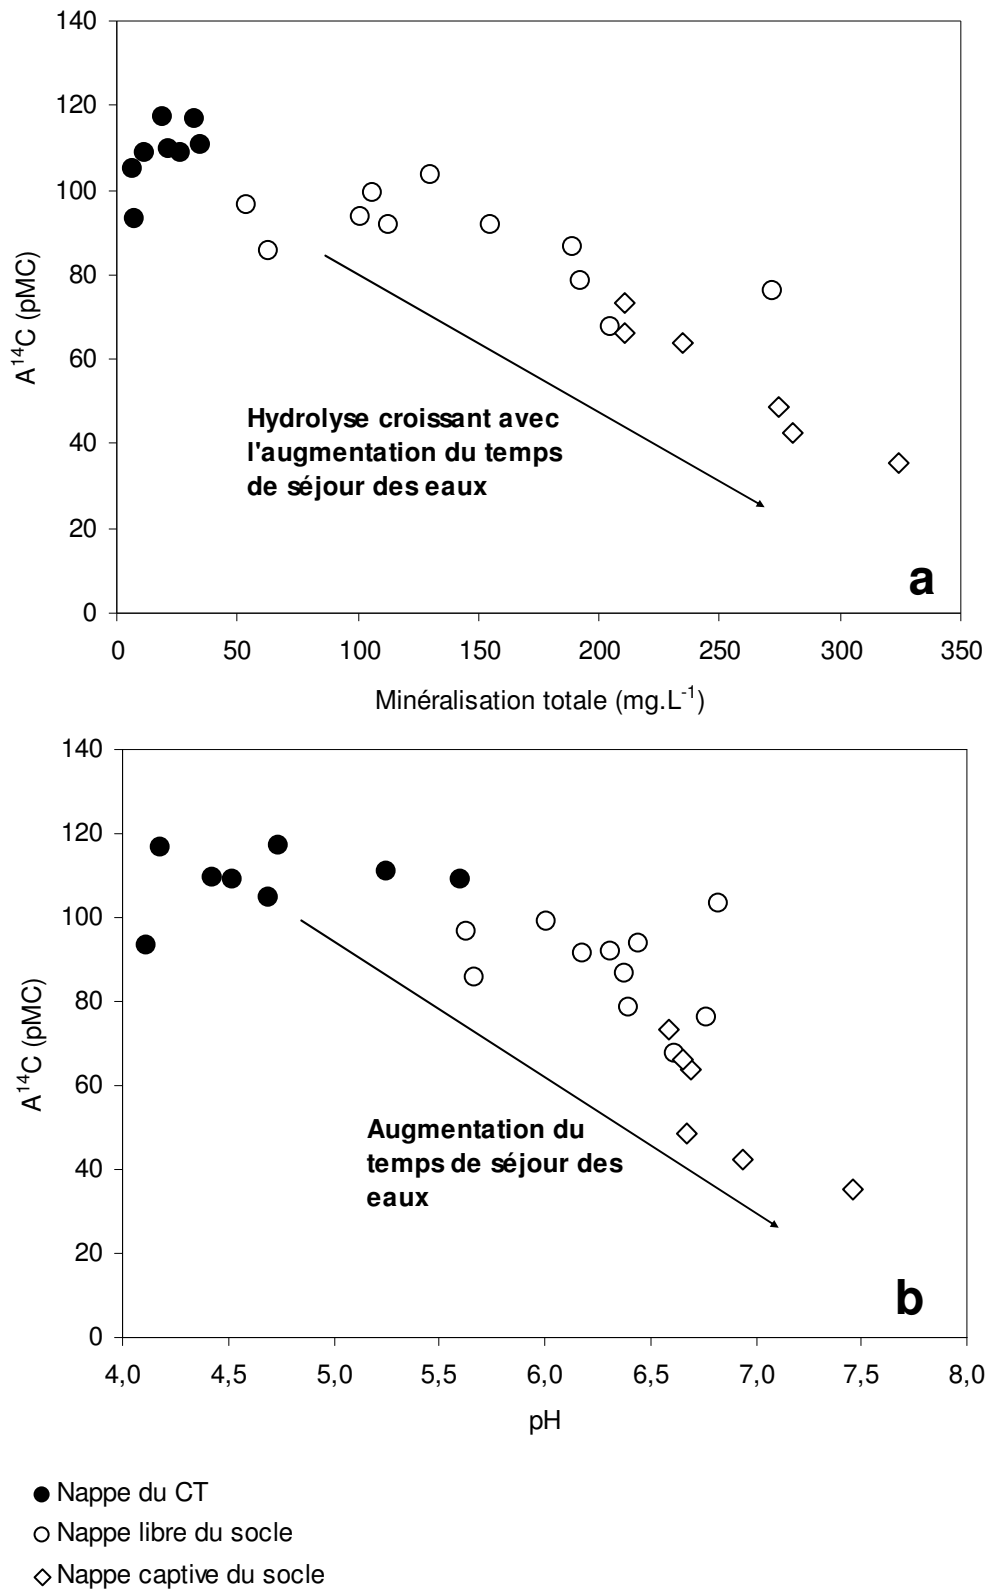 140
120
100
80
60
40
20
0
A¹⁴C (pMC)
Hydrolyse croissant avec
l'augmentation du temps
de séjour des eaux
a
0 50 100 150 200 250 300 350
Minéralisation totale (mg.L⁻¹)
140
120
100
80
60
40
20
0
A¹⁴C (pMC)
Augmentation du
temps de séjour des
eaux
b
4,0 4,5 5,0 5,5 6,0 6,5 7,0 7,5 8,0
pH
Nappe du CT
Nappe libre du socle
Nappe captive du socle